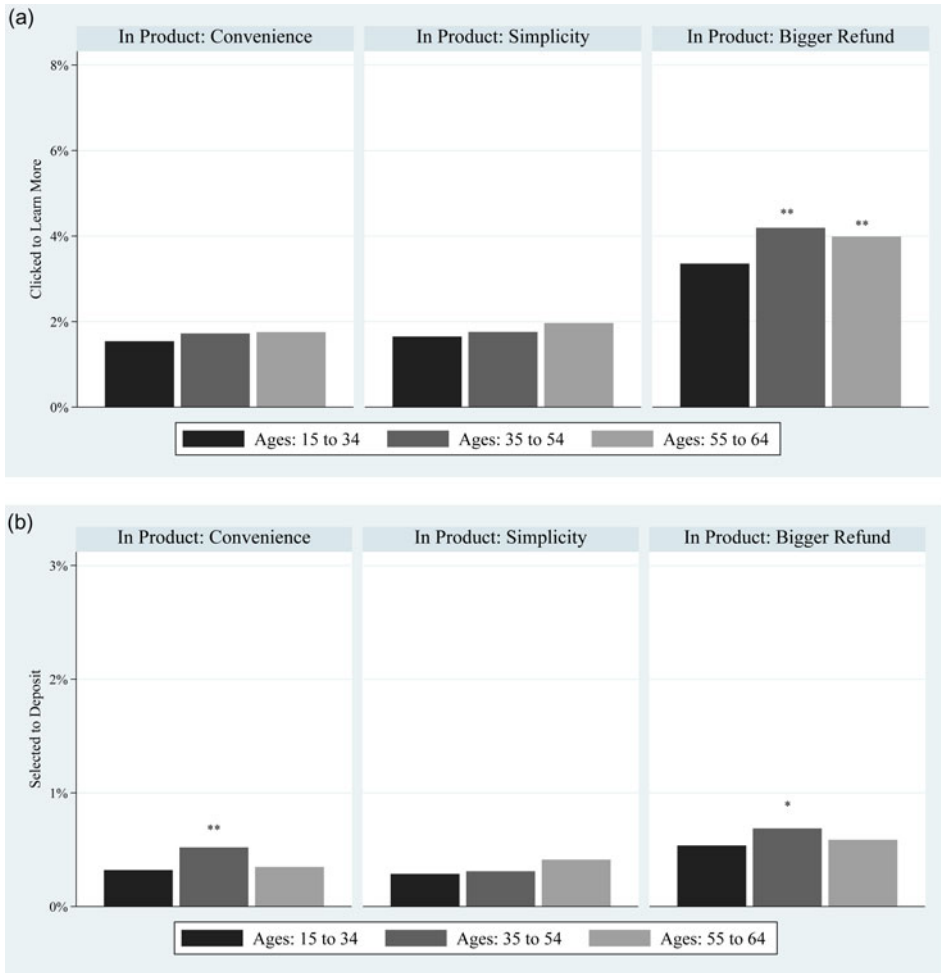 (a)
In Product: Convenience In Product: Simplicity In Product: Bigger Refund
8%
6%
4%
2%
0%
Clicked to Learn More
** **
Ages: 15 to 34 Ages: 35 to 54 Ages: 55 to 64
(b)
In Product: Convenience In Product: Simplicity In Product: Bigger Refund
3%
2%
1%
0%
Selected to Deposit
** *
Ages: 15 to 34 Ages: 35 to 54 Ages: 55 to 64